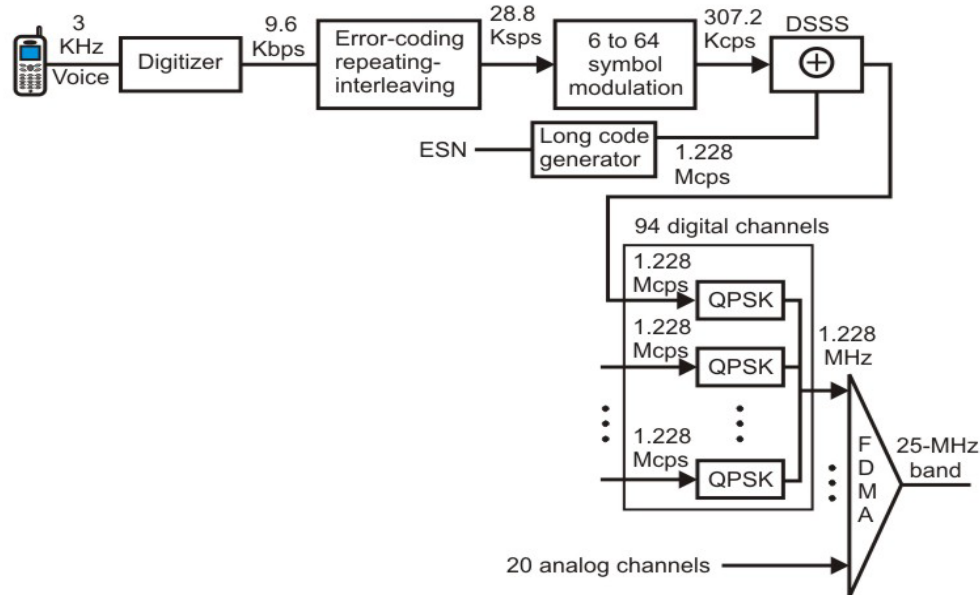 3
KHz
Voice
Digitizer
9.6
Kbps
Error-coding
repeating-
interleaving
28.8
Ksps
6 to 64
symbol
modulation
307.2
Kcps
DSSS
ESN
Long code
generator
1.228
Mcps
94 digital channels
1.228
Mcps
QPSK
1.228
Mcps
QPSK
1.228
Mcps
QPSK
1.228
MHz
F
D
M
A
25-MHz
band
20 analog channels